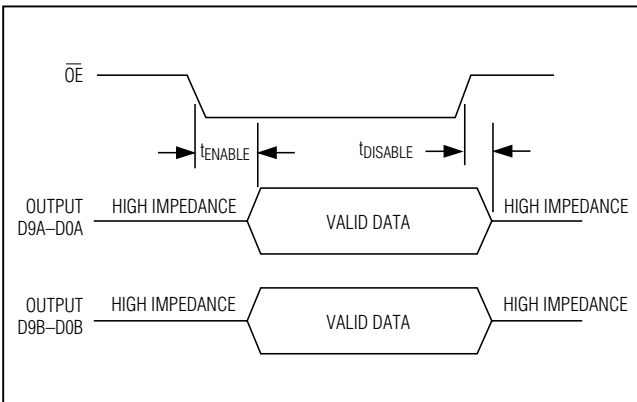 O̅E̅
tENABLE
tDISABLE
OUTPUT
D9A–D0A
HIGH IMPEDANCE
VALID DATA
HIGH IMPEDANCE
OUTPUT
D9B–D0B
HIGH IMPEDANCE
VALID DATA
HIGH IMPEDANCE